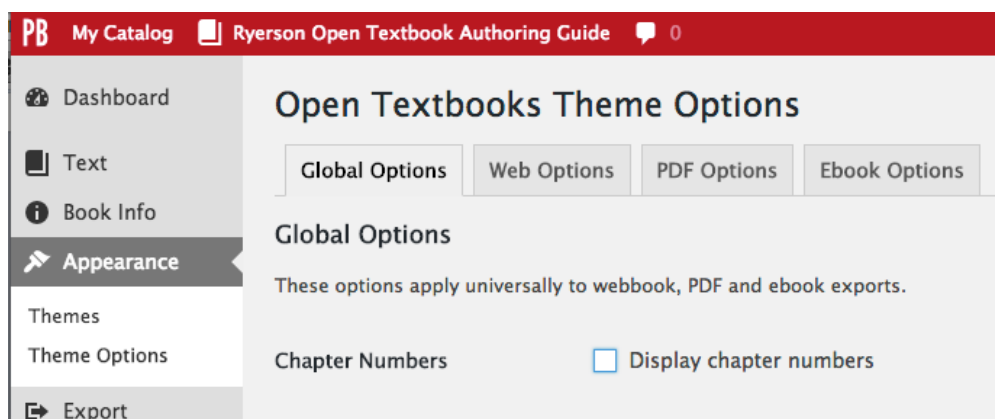 PB My Catalog Ryerson Open Textbook Authoring Guide 0
Dashboard
Text
Book Info
Appearance
Themes
Theme Options
Export
Open Textbooks Theme Options
Global Options Web Options PDF Options Ebook Options
Global Options
These options apply universally to webbook, PDF and ebook exports.
Chapter Numbers Display chapter numbers